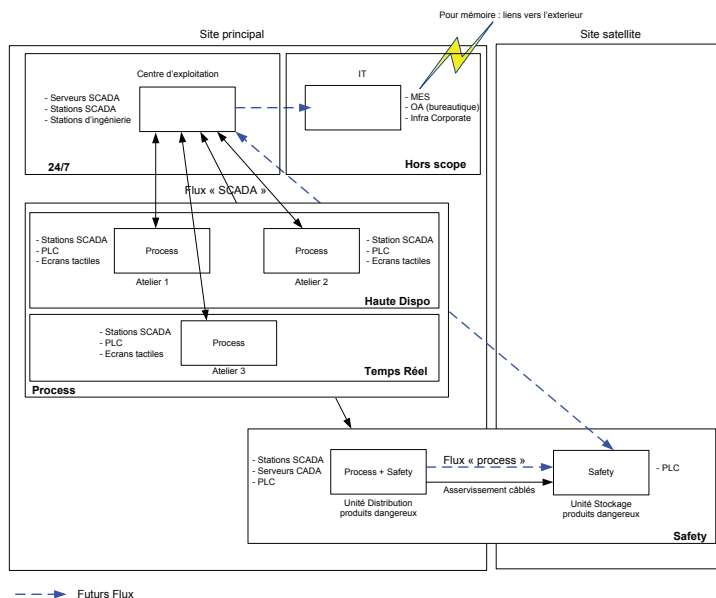 Pour mémoire : liens vers l'exterieur
Site principal
Site satellite
Centre d'exploitation
- Serveurs SCADA
- Stations SCADA
- Stations d'ingénierie
24/7
IT
- MES
- OA (bureautique)
- Infra Corporate
Hors scope
Flux « SCADA »
- Stations SCADA
- PLC
- Ecrans tactiles
Process
Atelier 1
Process
Atelier 2
- Station SCADA
- PLC
- Ecrans tactiles
Haute Dispo
- Stations SCADA
- PLC
- Ecrans tactiles
Process
Atelier 3
Temps Réel
Process
- Stations SCADA
- Serveurs CADA
- PLC
Process + Safety
Unité Distribution
produits dangereux
Flux « process »
Asservissement câblés
Safety
Unité Stockage
produits dangereux
- PLC
Safety
Futurs Flux